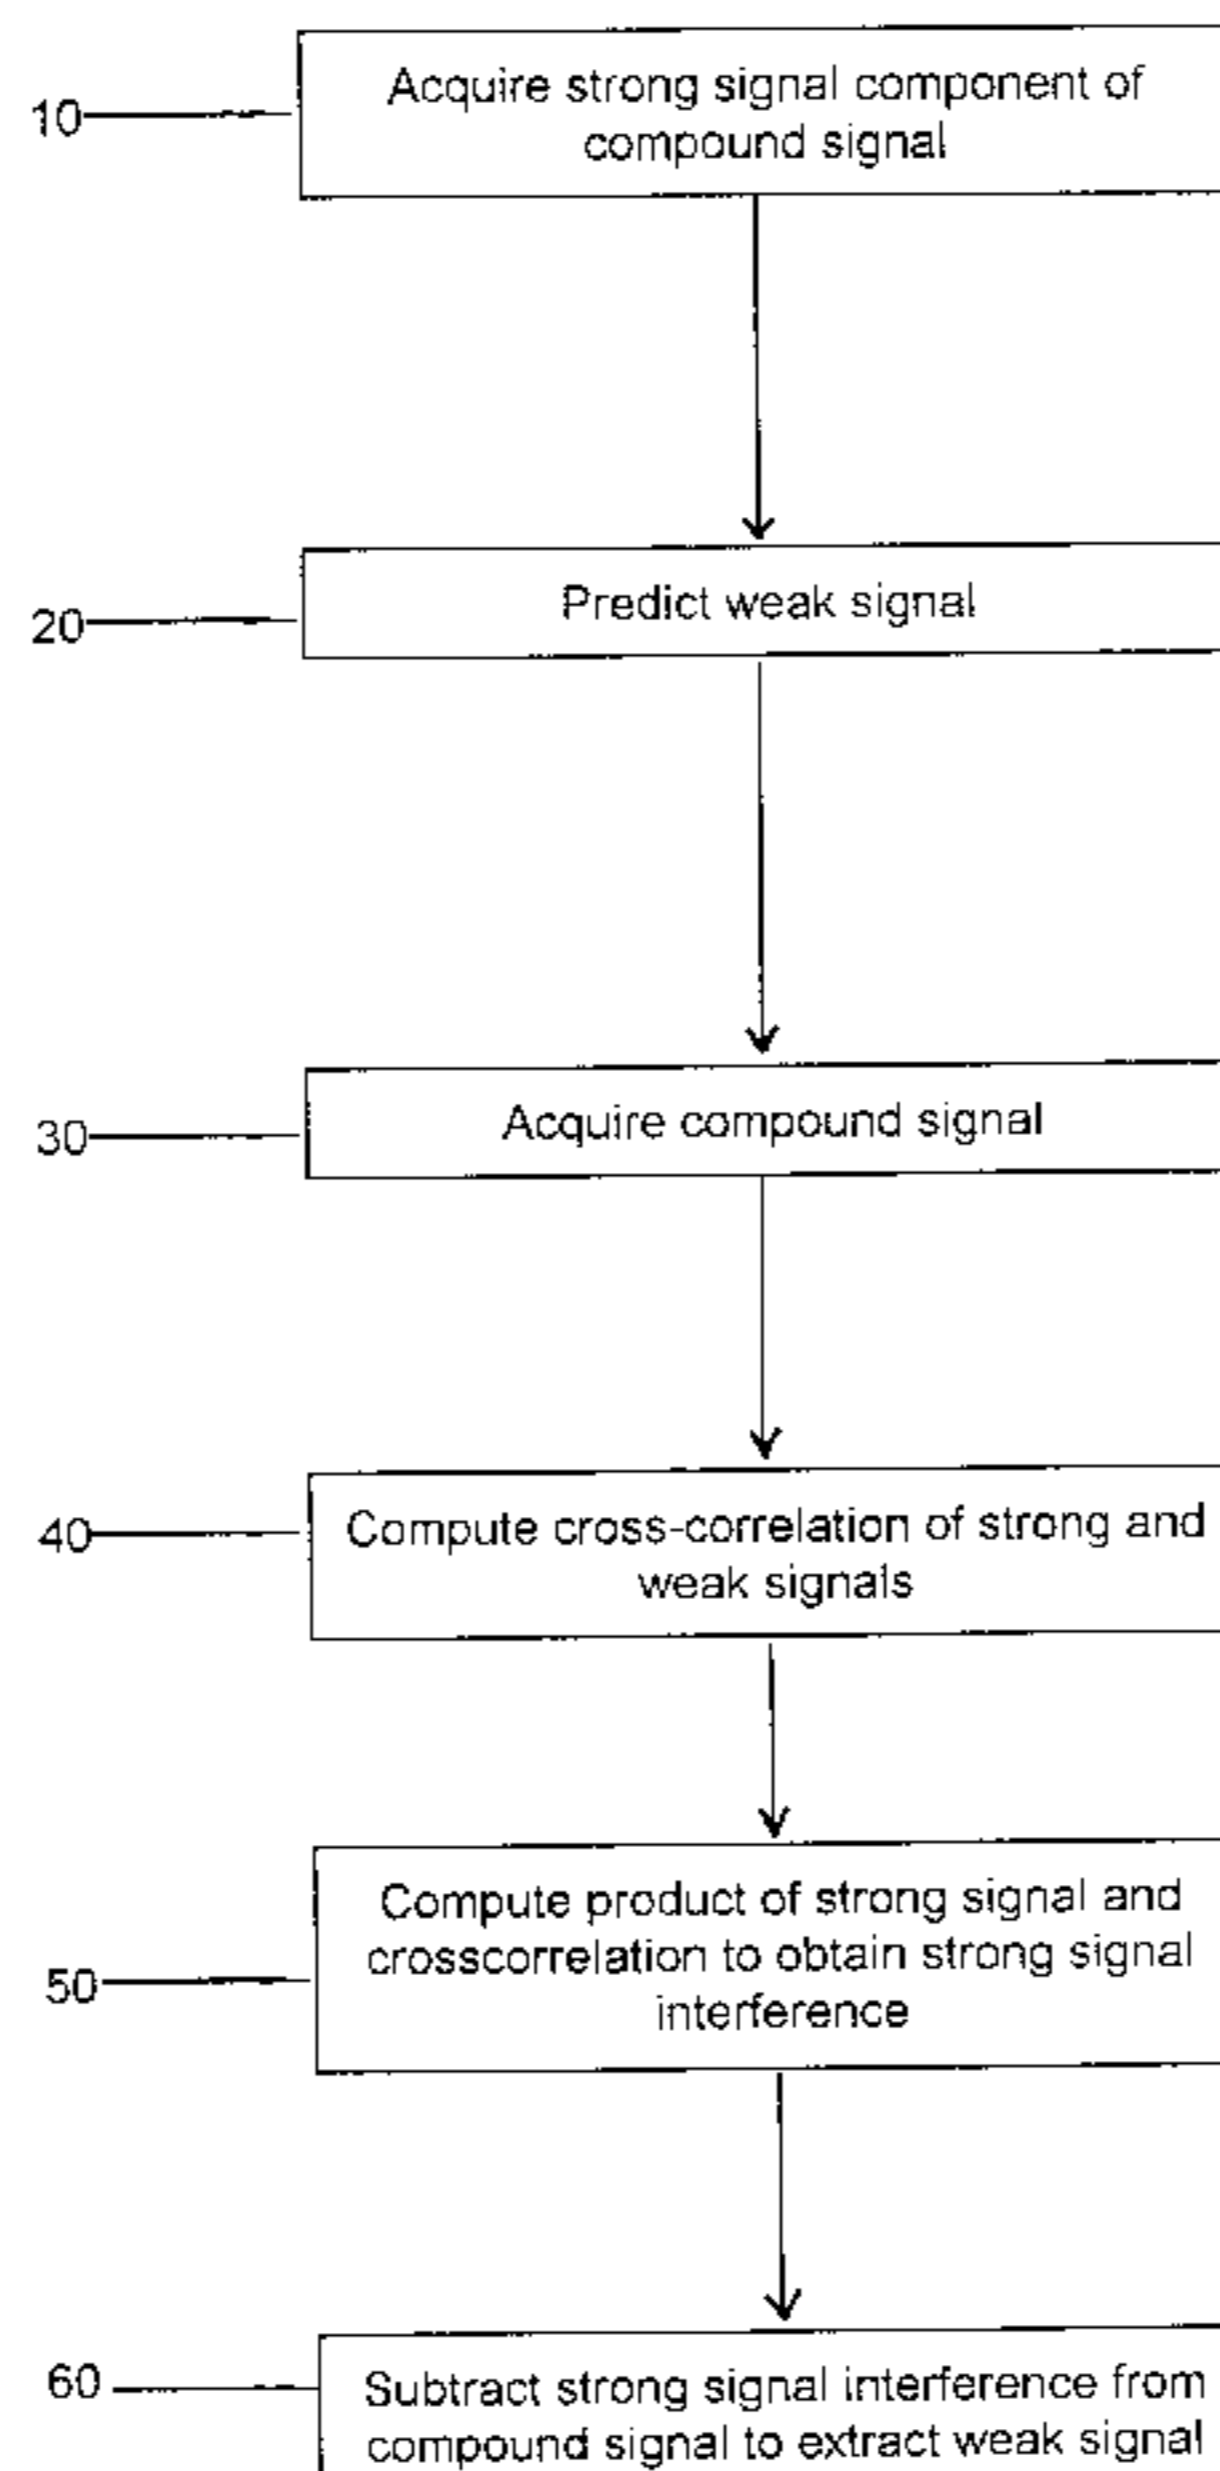 10
Acquire strong signal component of
compound signal
20
Predict weak signal
30
Acquire compound signal
40
Compute cross-correlation of strong and
weak signals
50
Compute product of strong signal and
crosscorrelation to obtain strong signal
interference
60
Subtract strong signal interference from
compound signal to extract weak signal